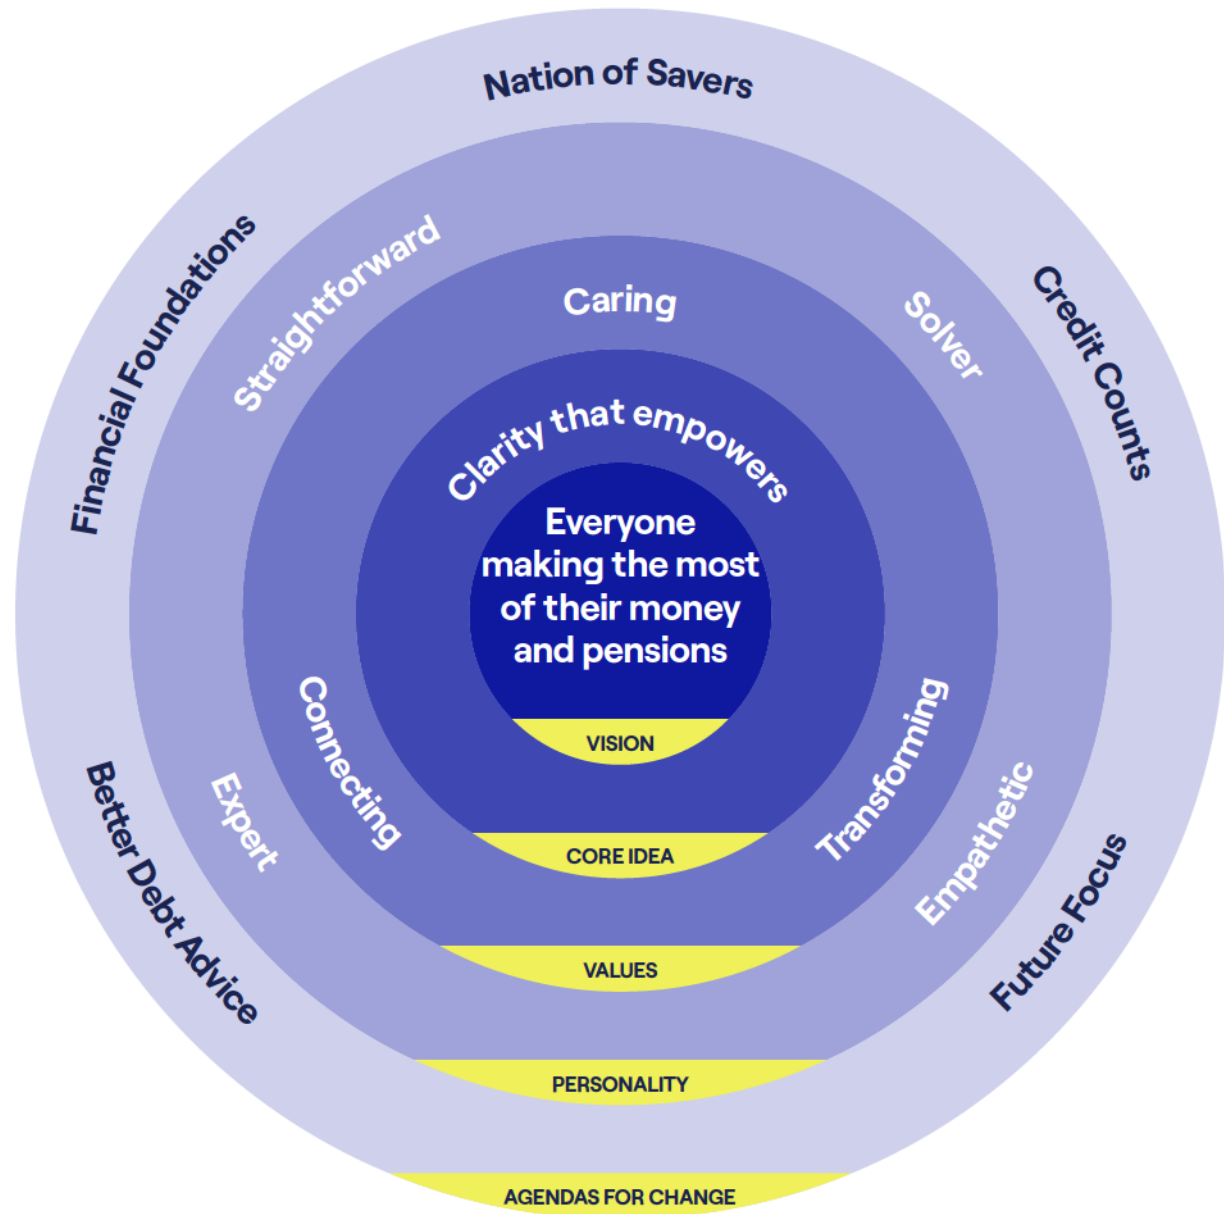 Nation of Savers
Financial Foundations
Credit Counts
Better Debt Advice
Future Focus
Straightforward
Solver
Expert
Empathetic
Caring
Connecting
Transforming
Clarity that empowers
Everyone
making the most
of their money
and pensions
VISION
CORE IDEA
VALUES
PERSONALITY
AGENDAS FOR CHANGE